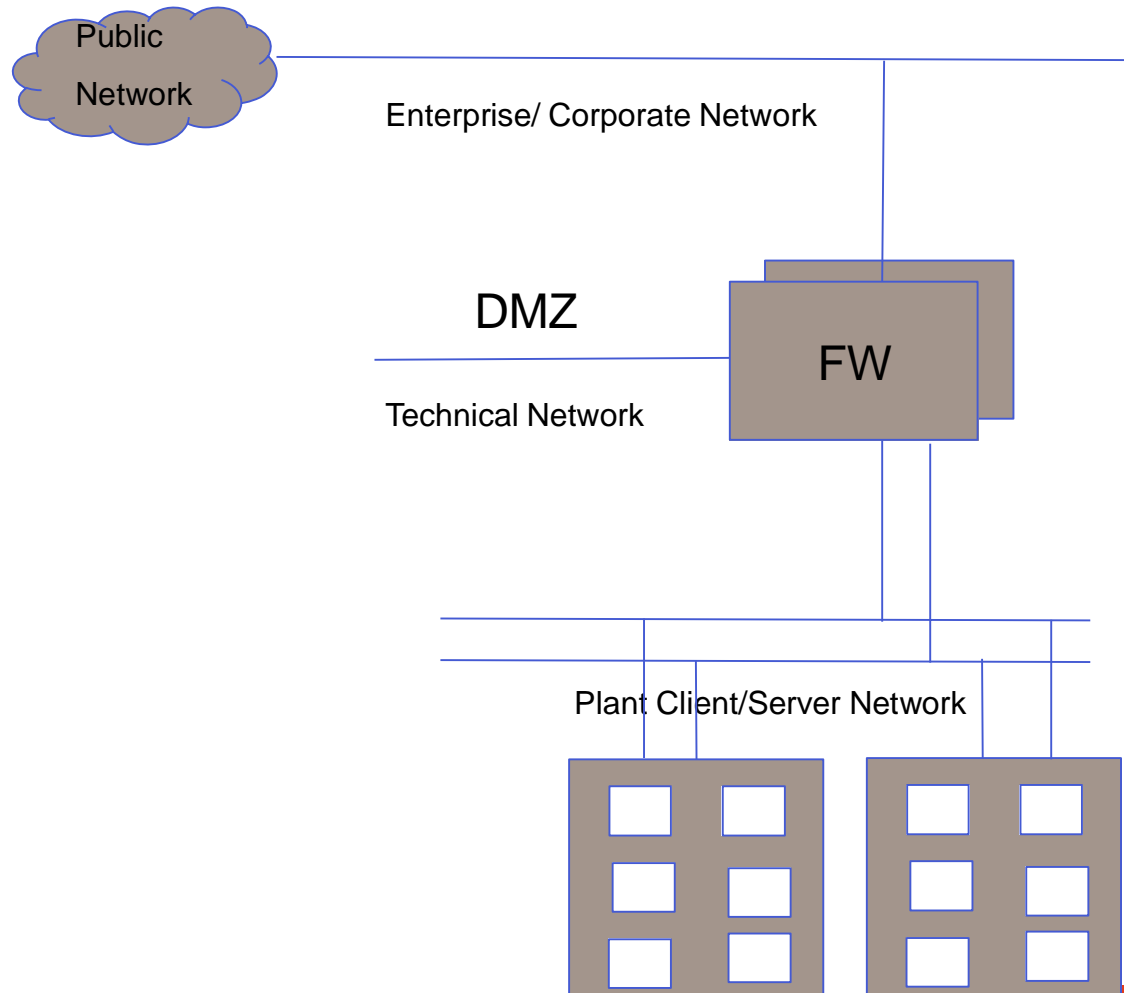 Public
Network
Enterprise/ Corporate Network
DMZ
FW
Technical Network
Plant Client/Server Network